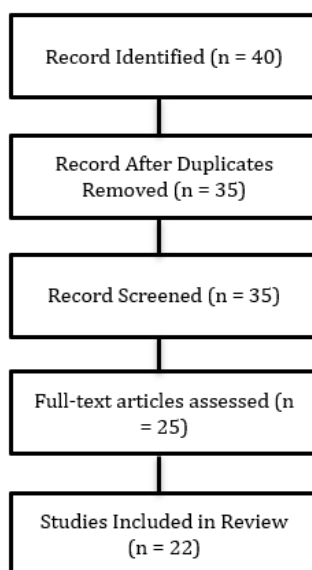 Record Identified (n = 40)
Record After Duplicates
Removed (n = 35)
Record Screened (n = 35)
Full-text articles assessed (n
= 25)
Studies Included in Review
(n = 22)